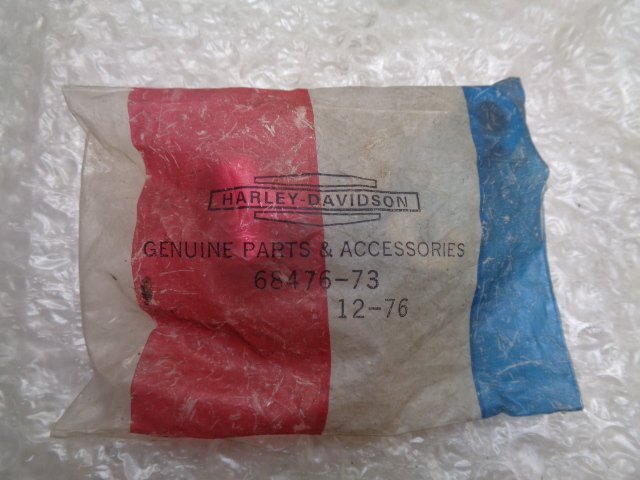 HARLEY-DAVIDSON
GENUINE PARTS & ACCESSORIES
68476-73
12-76